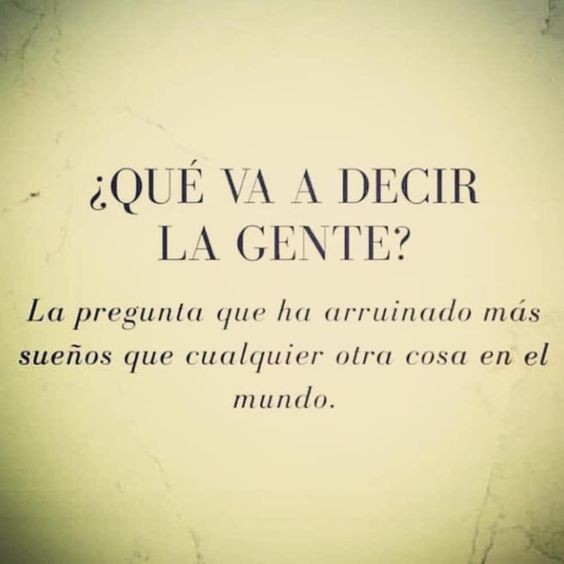 ¿QUÉ VA A DECIR
LA GENTE?
La pregunta que ha arruinado más
sueños que cualquier otra cosa en el
mundo.